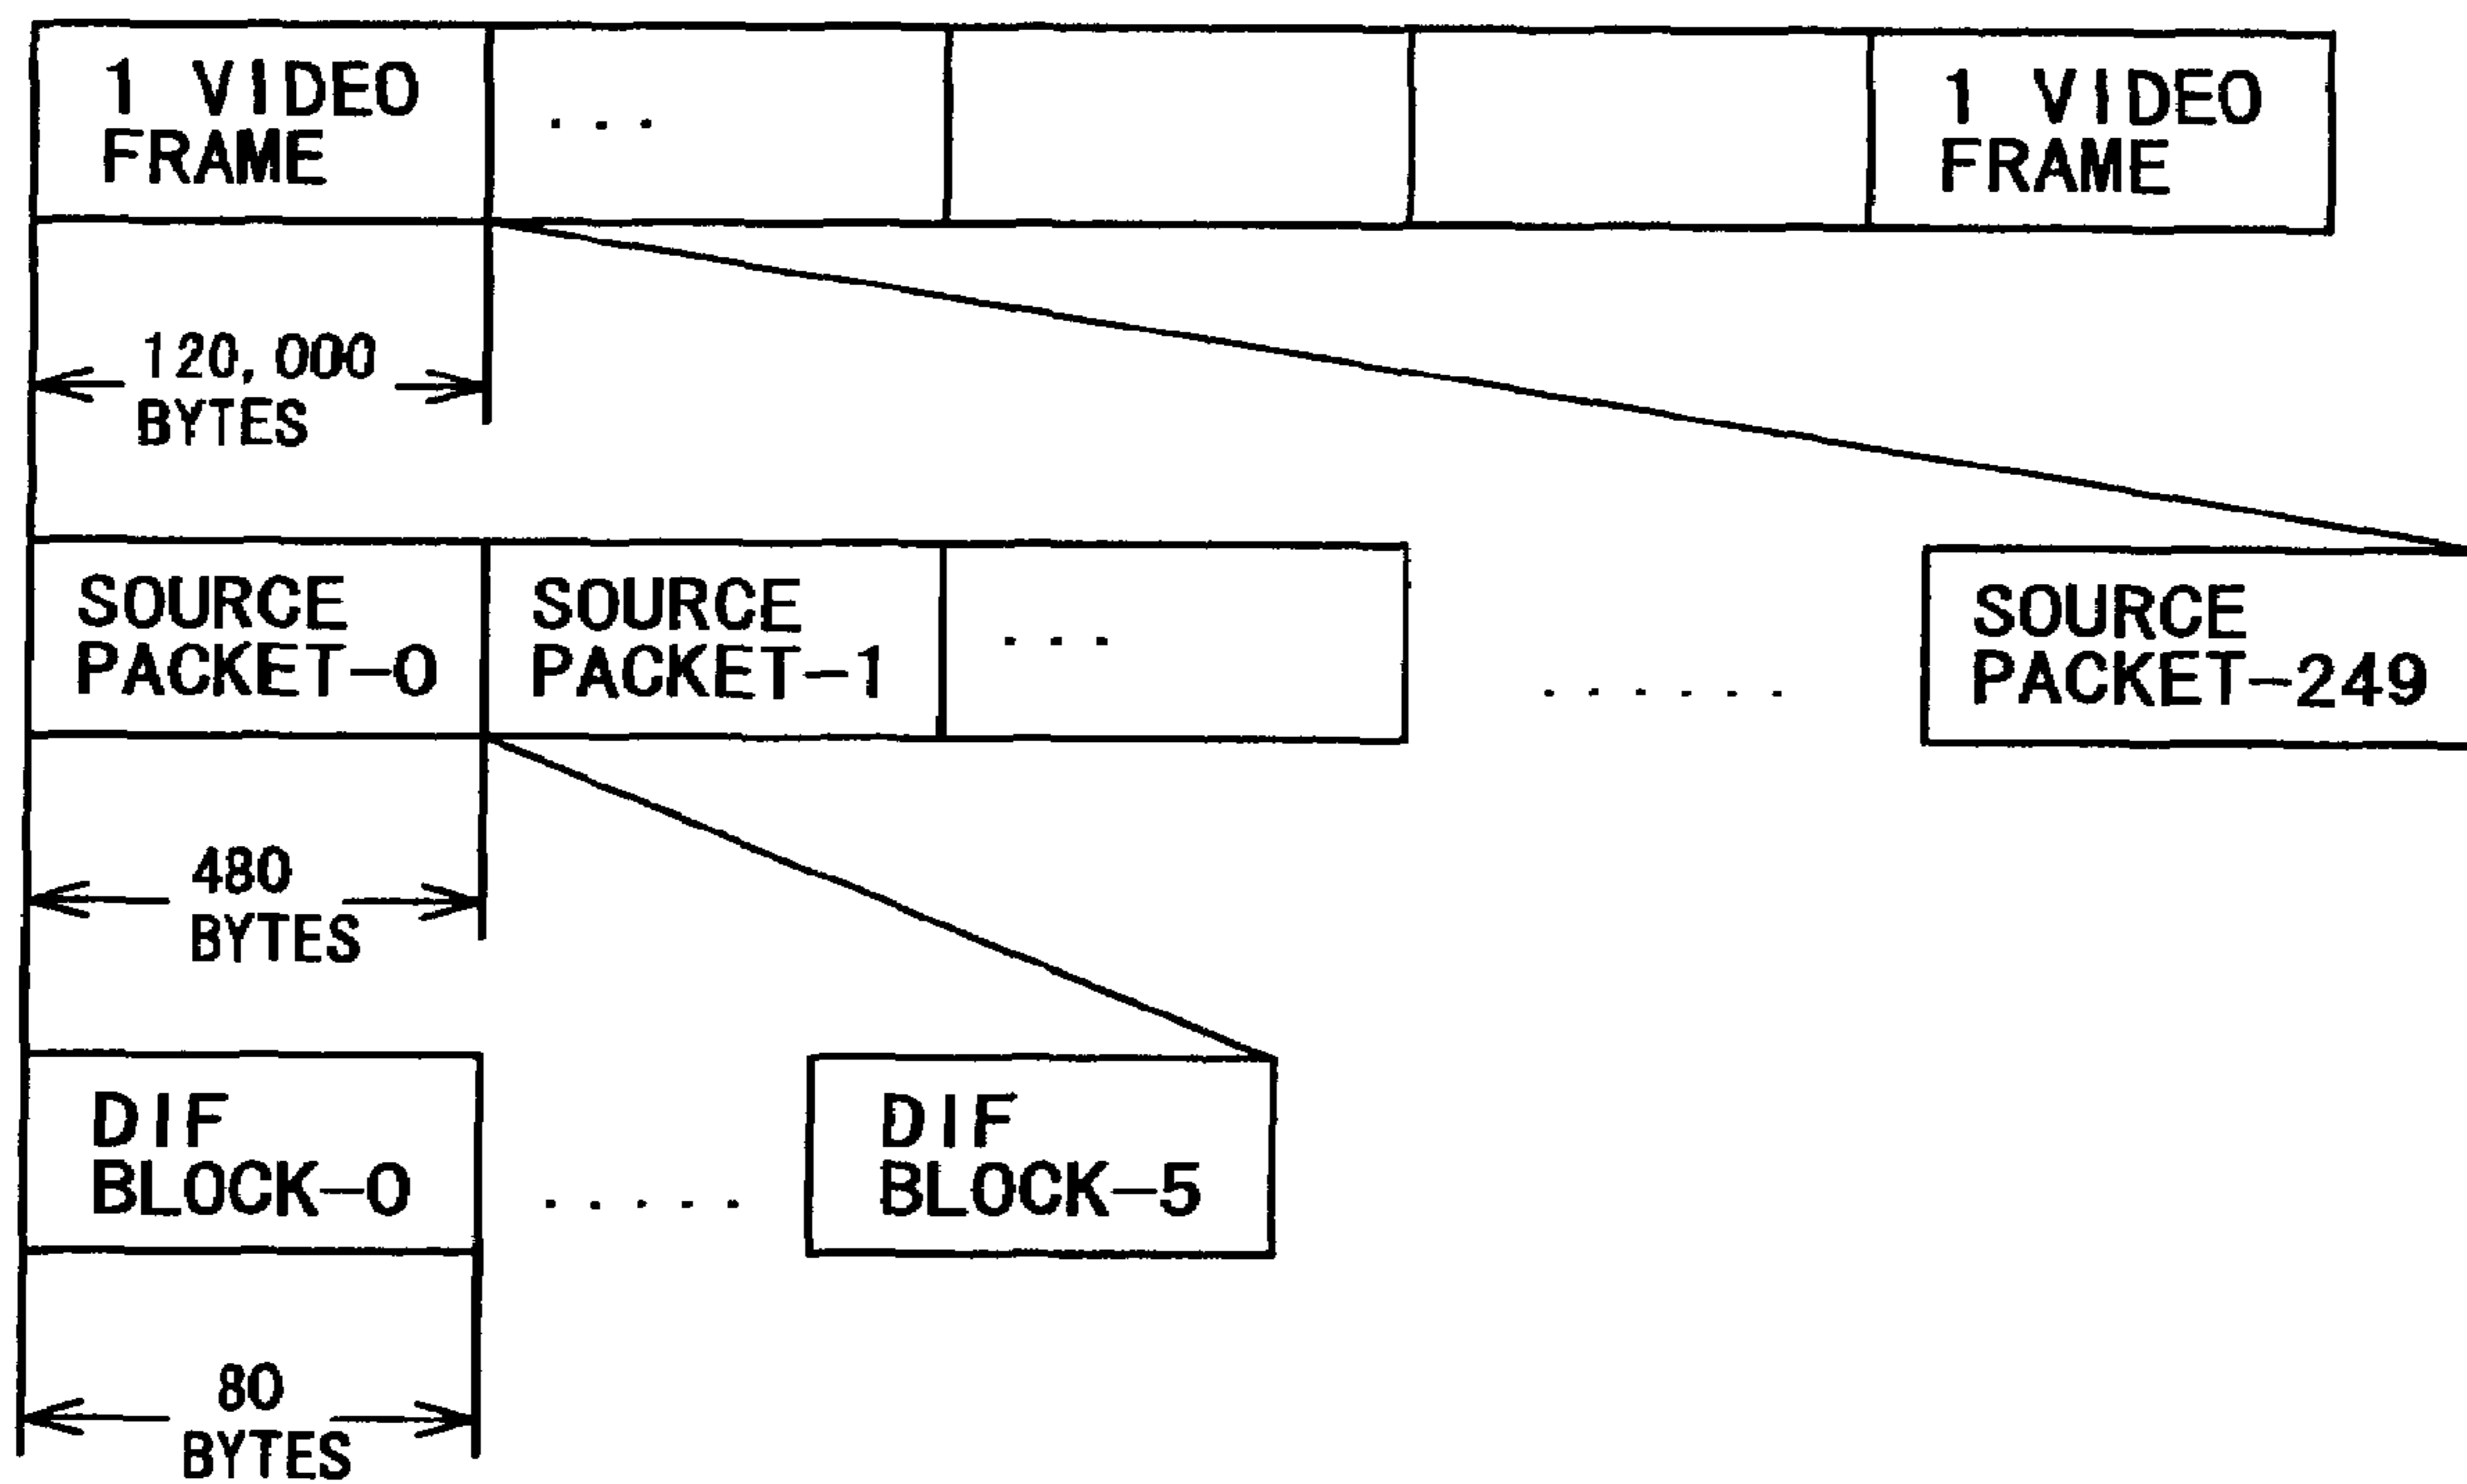 1 VIDEO
FRAME
...
1 VIDEO
FRAME
120,000
BYTES
SOURCE
PACKET-0
SOURCE
PACKET-1
...
......
SOURCE
PACKET-249
480
BYTES
DIF
BLOCK-0
.....
DIF
BLOCK-5
80
BYTES